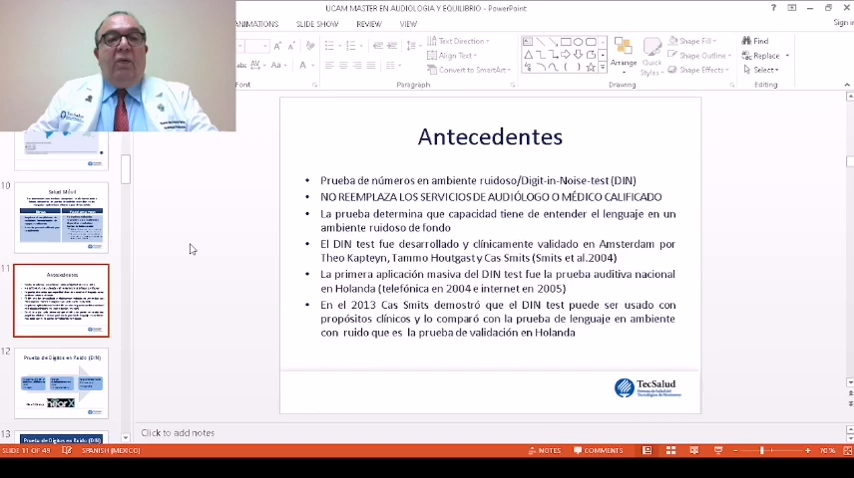 UCAM MASTER EN AUDIOLOGIA Y EQUILIBRIO - PowerPoint
Sign in
ANIMATIONS
SLIDE SHOW
REVIEW
VIEW
Text Direction
Align Text
Convert to SmartArt
Arrange
Quick
Styles
Shape Fill
Shape Outline
Shape Effects
Find
Replace
Select
Paragraph
Drawing
Editing
TecSalud
10
Salud Móvil
11
Antecedentes
12
Prueba de Dígitos en Ruido (DIN)
13
Prueba de Dígitos en Ruido (DIN)
Antecedentes
• Prueba de números en ambiente ruidoso/Digit-in-Noise-test (DIN)
• NO REEMPLAZA LOS SERVICIOS DE AUDIÓLOGO O MÉDICO CALIFICADO
• La prueba determina que capacidad tiene de entender el lenguaje en un
ambiente ruidoso de fondo
• El DIN test fue desarrollado y clínicamente validado en Amsterdam por
Theo Kapteyn, Tammo Houtgast y Cas Smits (Smits et al.2004)
• La primera aplicación masiva del DIN test fue la prueba auditiva nacional
en Holanda (telefónica en 2004 e internet en 2005)
• En el 2013 Cas Smits demostró que el DIN test puede ser usado con
propósitos clínicos y lo comparó con la prueba de lenguaje en ambiente
con ruido que es la prueba de validación en Holanda
TecSalud
Click to add notes
SLIDE 11 OF 49
SPANISH (MEXICO)
NOTES
COMMENTS
70%